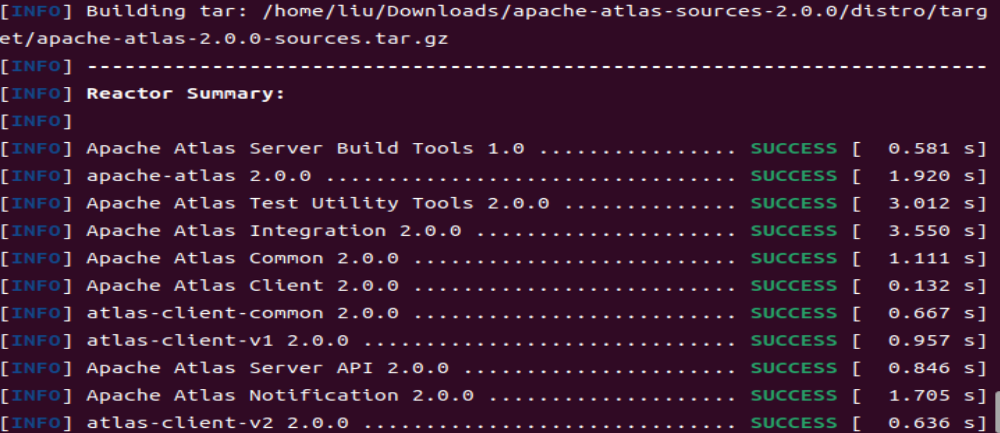 [INFO] Building tar: /home/liu/Downloads/apache-atlas-sources-2.0.0/distro/targ
et/apache-atlas-2.0.0-sources.tar.gz
[INFO] ------------------------------------------------------------------------
[INFO] Reactor Summary:
[INFO]
[INFO] Apache Atlas Server Build Tools 1.0 ................ SUCCESS [  0.581 s]
[INFO] apache-atlas 2.0.0 ................................. SUCCESS [  1.920 s]
[INFO] Apache Atlas Test Utility Tools 2.0.0 .............. SUCCESS [  3.012 s]
[INFO] Apache Atlas Integration 2.0.0 ..................... SUCCESS [  3.550 s]
[INFO] Apache Atlas Common 2.0.0 .......................... SUCCESS [  1.111 s]
[INFO] Apache Atlas Client 2.0.0 .......................... SUCCESS [  0.132 s]
[INFO] atlas-client-common 2.0.0 .......................... SUCCESS [  0.667 s]
[INFO] atlas-client-v1 2.0.0 .............................. SUCCESS [  0.957 s]
[INFO] Apache Atlas Server API 2.0.0 ...................... SUCCESS [  0.846 s]
[INFO] Apache Atlas Notification 2.0.0 .................... SUCCESS [  1.705 s]
[INFO] atlas-client-v2 2.0.0 .............................. SUCCESS [  0.636 s]